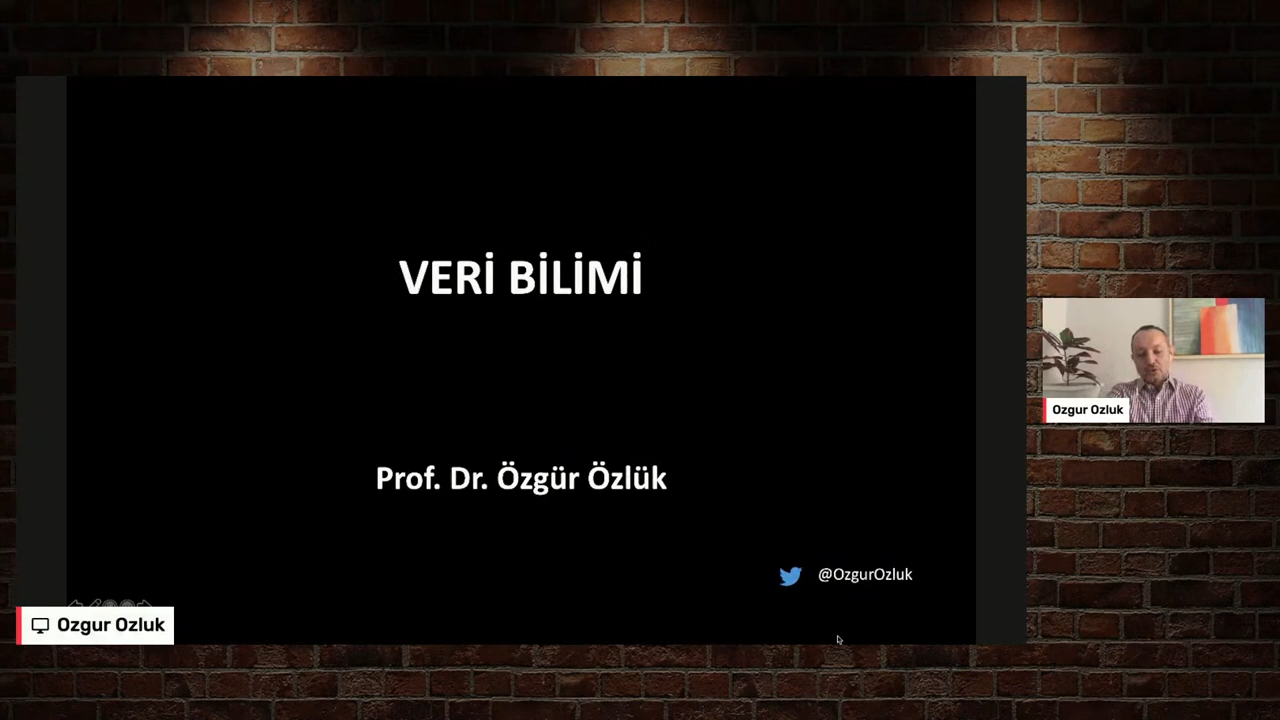 VERİ BİLİMİ
Prof. Dr. Özgür Özlük
@OzgurOzluk
Ozgur Ozluk
Ozgur Ozluk